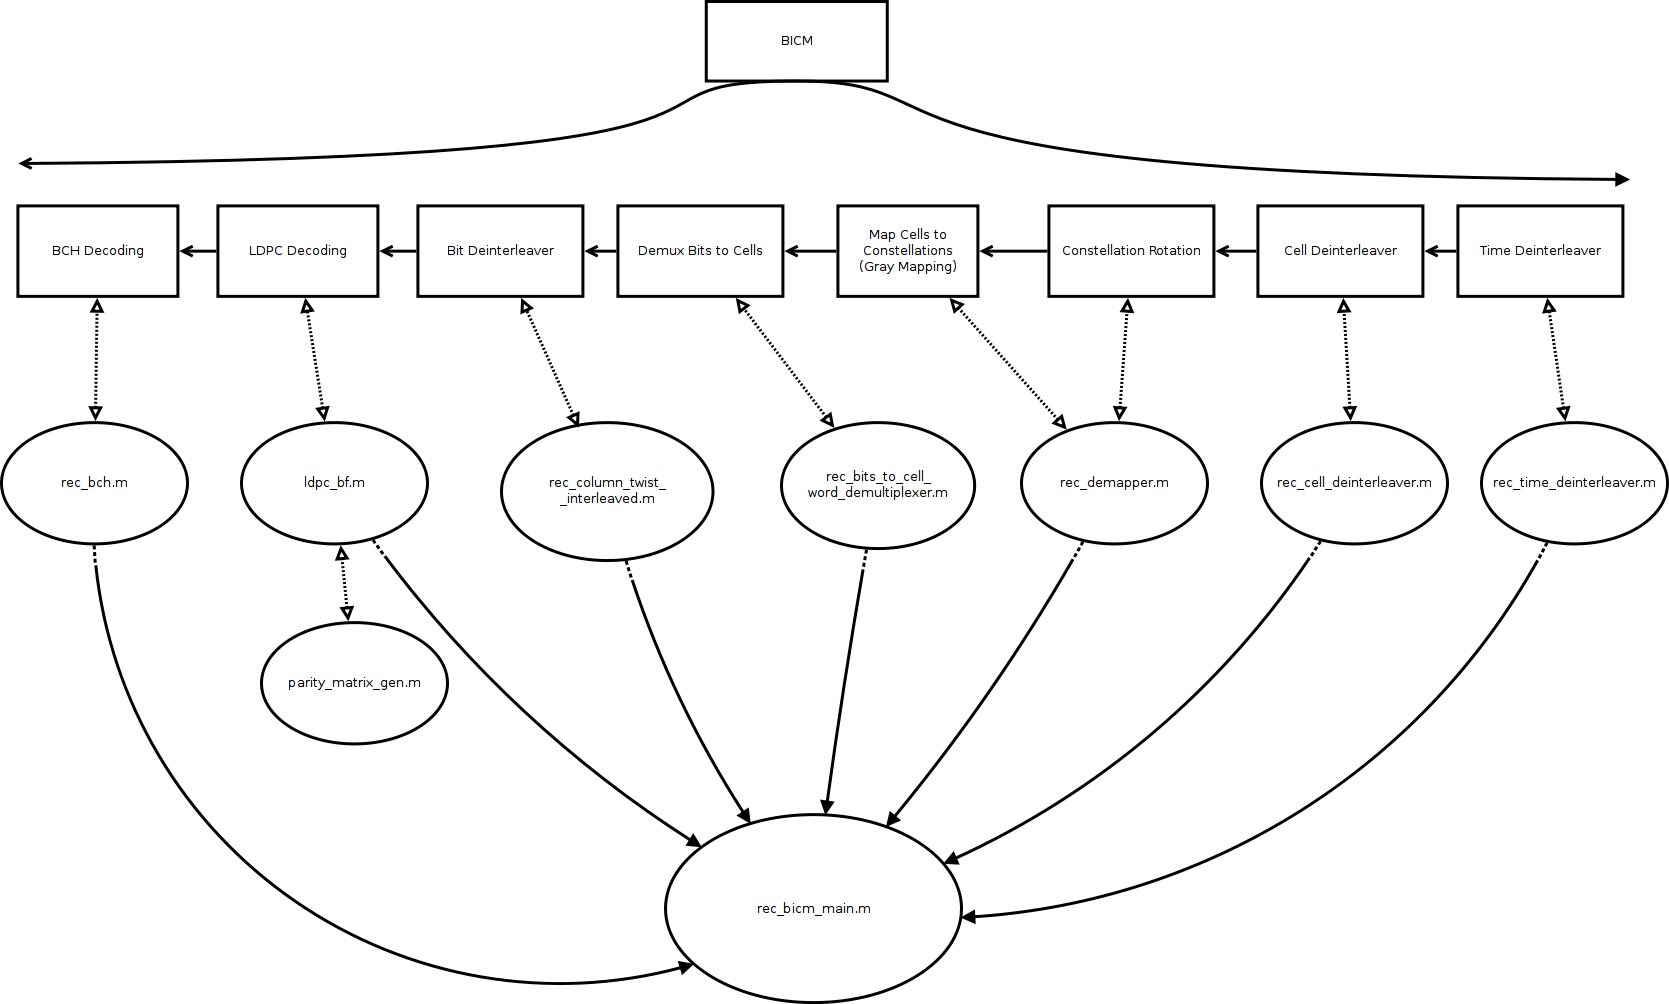 BICM
BCH Decoding
LDPC Decoding
Bit Deinterleaver
Demux Bits to Cells
Map Cells to
Constellations
(Gray Mapping)
Constellation Rotation
Cell Deinterleaver
Time Deinterleaver
rec_bch.m
ldpc_bf.m
rec_column_twist_
_interleaved.m
rec_bits_to_cell_
word_demultiplexer.m
rec_demapper.m
rec_cell_deinterleaver.m
rec_time_deinterleaver.m
parity_matrix_gen.m
rec_bicm_main.m